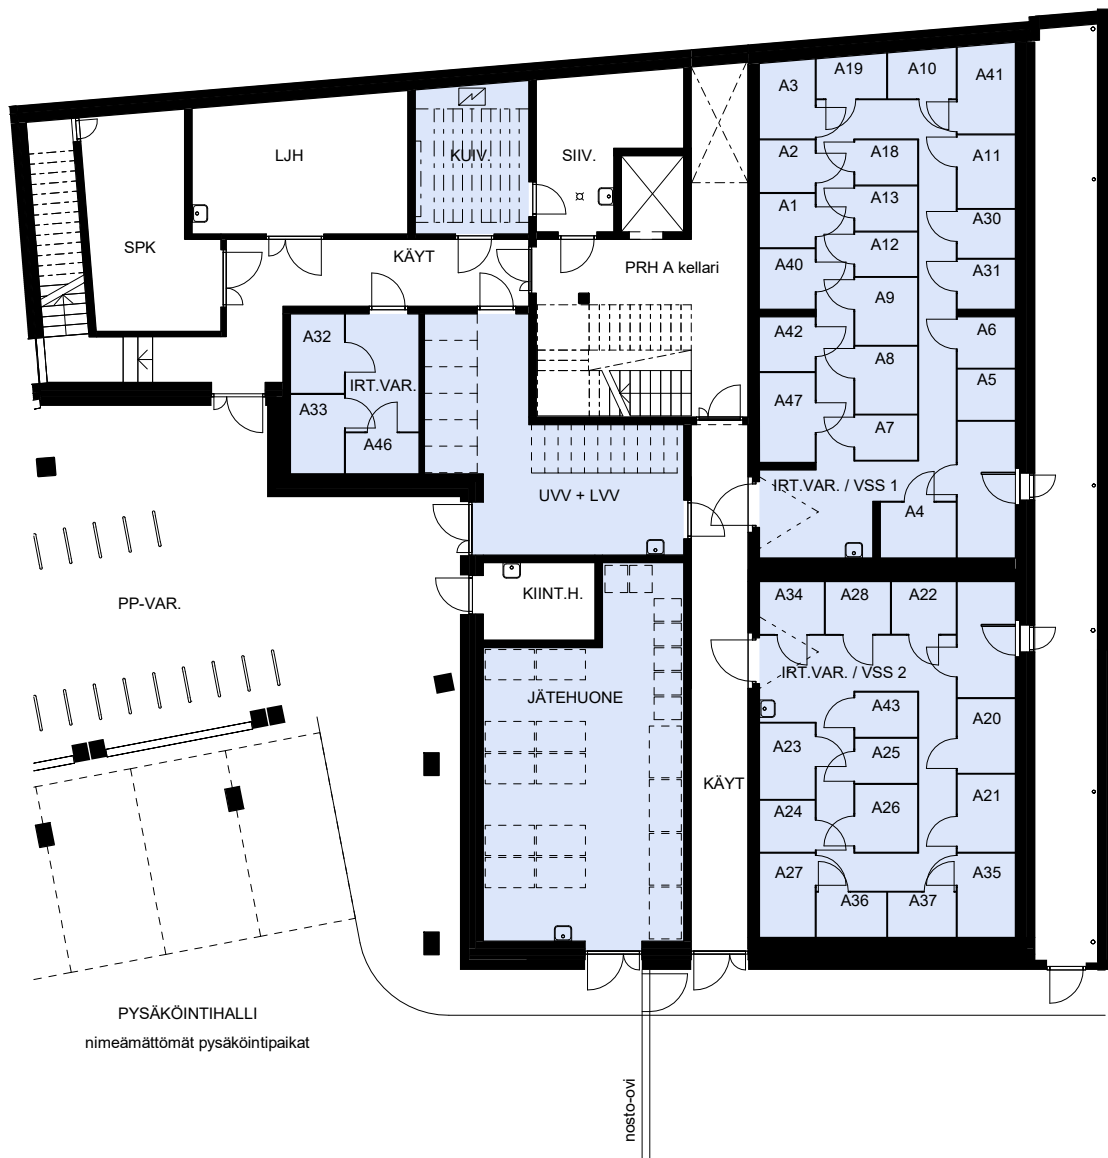 A3
A19
A10
A41
LJH
KUIV.
SIIV.
A2
A18
A11
A1
A13
A30
SPK
KÄYT
PRH A kellari
A40
A12
A31
A9
A32
A42
A6
IRT.VAR.
A8
A47
A5
A33
A46
A7
UVV + LVV
IRT.VAR. / VSS 1
A4
PP-VAR.
KIINT.H.
A34
A28
A22
IRT.VAR. / VSS 2
JÄTEHUONE
A43
A20
A23
A25
KÄYT
A24
A26
A21
A27
A36
A37
A35
PYSÄKÖINTIHALLI
nimeämättömät pysäköintipaikat
nosto-ovi